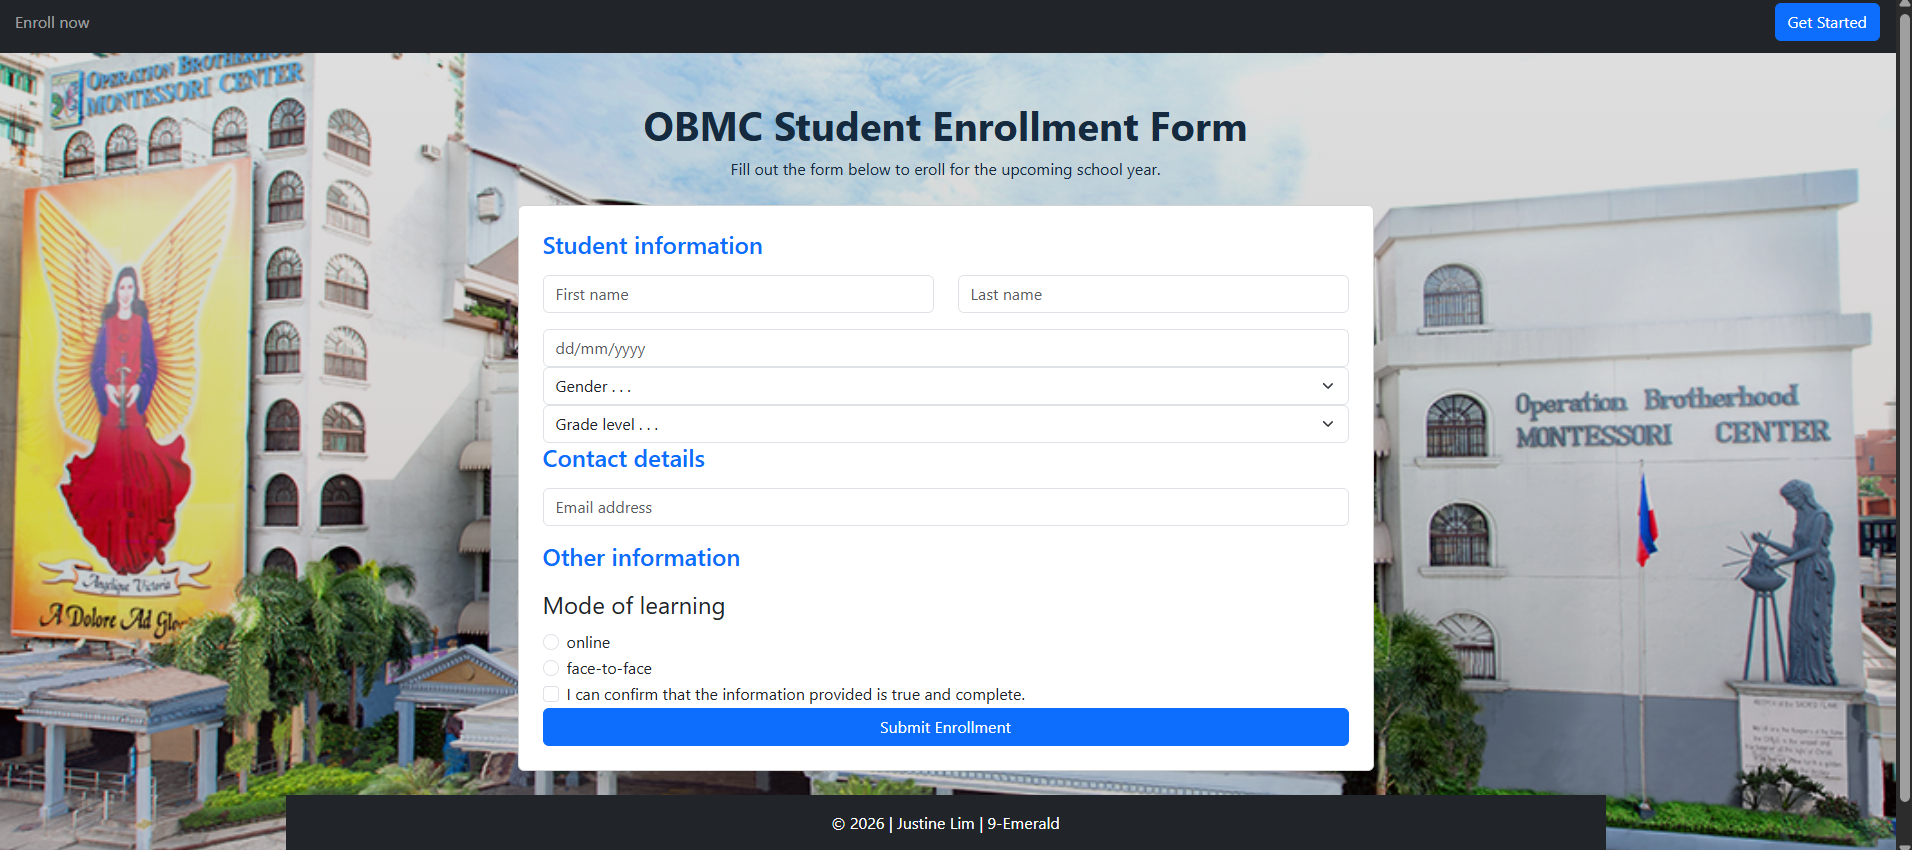 Enroll now
Get Started
OPERATION BROTHERHOOD
MONTESSORI CENTER
OBMC Student Enrollment Form
Fill out the form below to eroll for the upcoming school year.
Student information
First name
Last name
dd/mm/yyyy
Gender . . .
Grade level . . .
Contact details
Email address
Other information
Mode of learning
online
face-to-face
I can confirm that the information provided is true and complete.
Submit Enrollment
Angelique Victoria
A Dolore Ad
Operation Brotherhood
MONTESSORI CENTER
© 2026 | Justine Lim | 9-Emerald